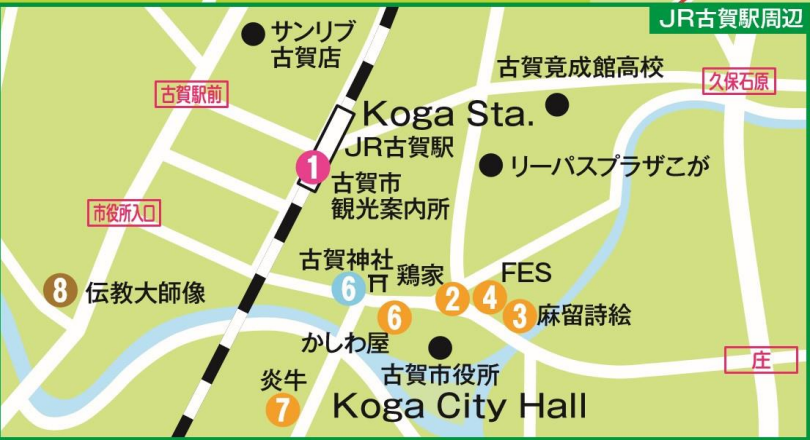 JR古賀駅周辺
サンリブ
古賀店
古賀竟成館高校
久保石原
古賀駅前
Koga Sta.
JR古賀駅
リーパスプラザこが
1
古賀市
観光案内所
市役所入口
古賀神社
鶏家
FES
8
伝教大師像
6
2
4
3
麻留詩絵
6
かしわ屋
古賀市役所
庄
炎牛
7
Koga City Hall